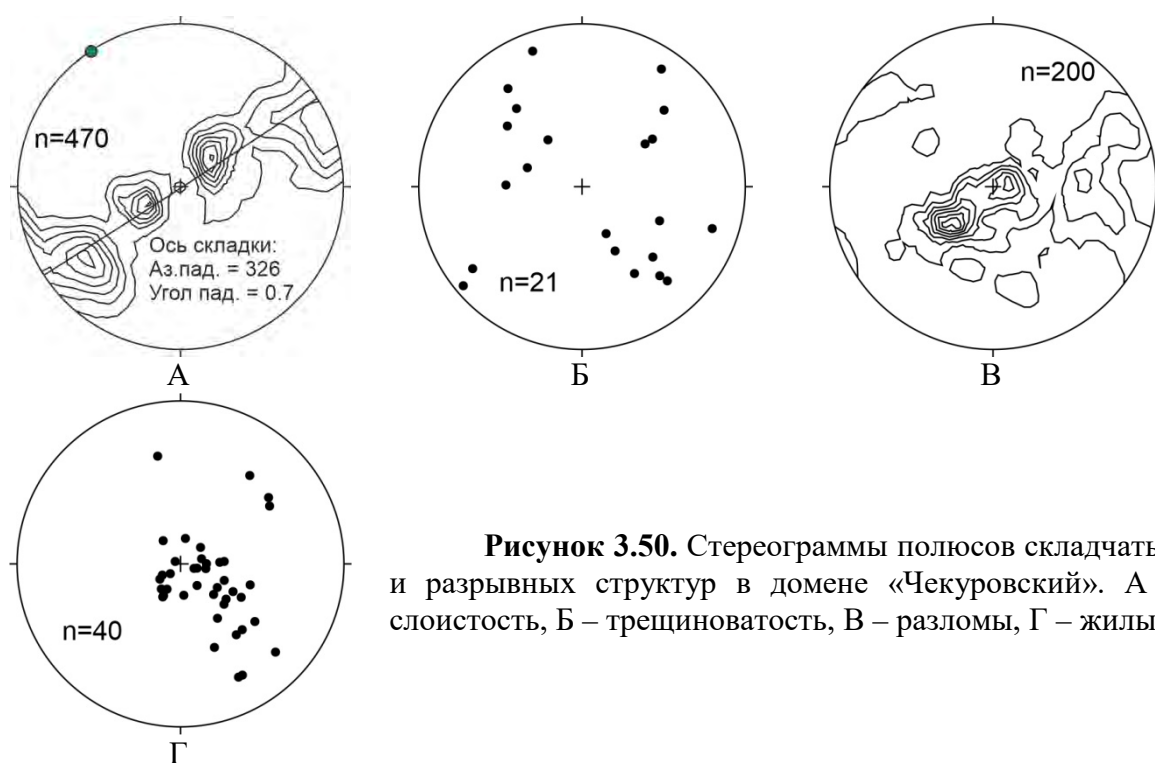 n=470
Ось складки:
Аз.пад. = 326
Угол пад. = 0.7
А
n=21
Б
n=200
В
n=40
Г
Рисунок 3.50. Стереограммы полюсов складчать
и разрывных структур в домене «Чекуровский». А
слоистость, Б – трещиноватость, В – разломы, Г – жилы